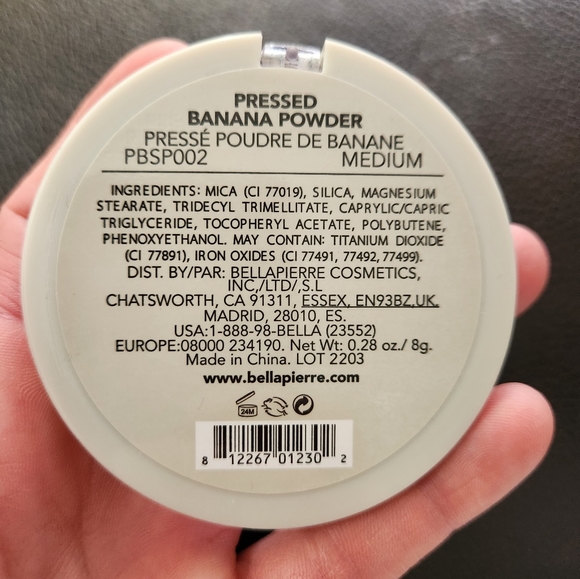 PRESSED
BANANA POWDER
PRESSÉ POUDRE DE BANANE
PBSP002 MEDIUM
INGREDIENTS: MICA (CI 77019), SILICA, MAGNESIUM
STEARATE, TRIDECYL TRIMELLITATE, CAPRYLIC/CAPRIC
TRIGLYCERIDE, TOCOPHERYL ACETATE, POLYBUTENE,
PHENOXYETHANOL. MAY CONTAIN: TITANIUM DIOXIDE
(CI 77891), IRON OXIDES (CI 77491, 77492, 77499).
DIST. BY/PAR: BELLAPIERRE COSMETICS,
INC,/LTD/,S.L
CHATSWORTH, CA 91311, ESSEX, EN93BZ,UK.
MADRID, 28010, ES.
USA:1-888-98-BELLA (23552)
EUROPE:08000 234190. Net Wt: 0.28 oz./ 8g.
Made in China. LOT 2203
www.bellapierre.com
24M
8 12267 01230 2